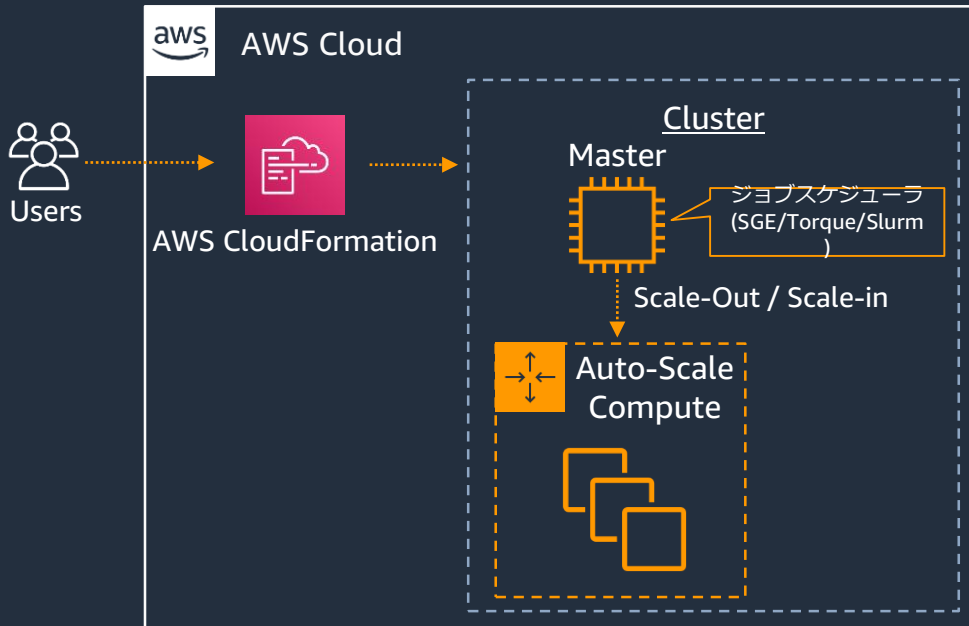 aws
AWS Cloud
Users
AWS CloudFormation
Cluster
Master
ジョブスケジューラ
(SGE/Torque/Slurm
)
Scale-Out / Scale-in
Auto-Scale
Compute